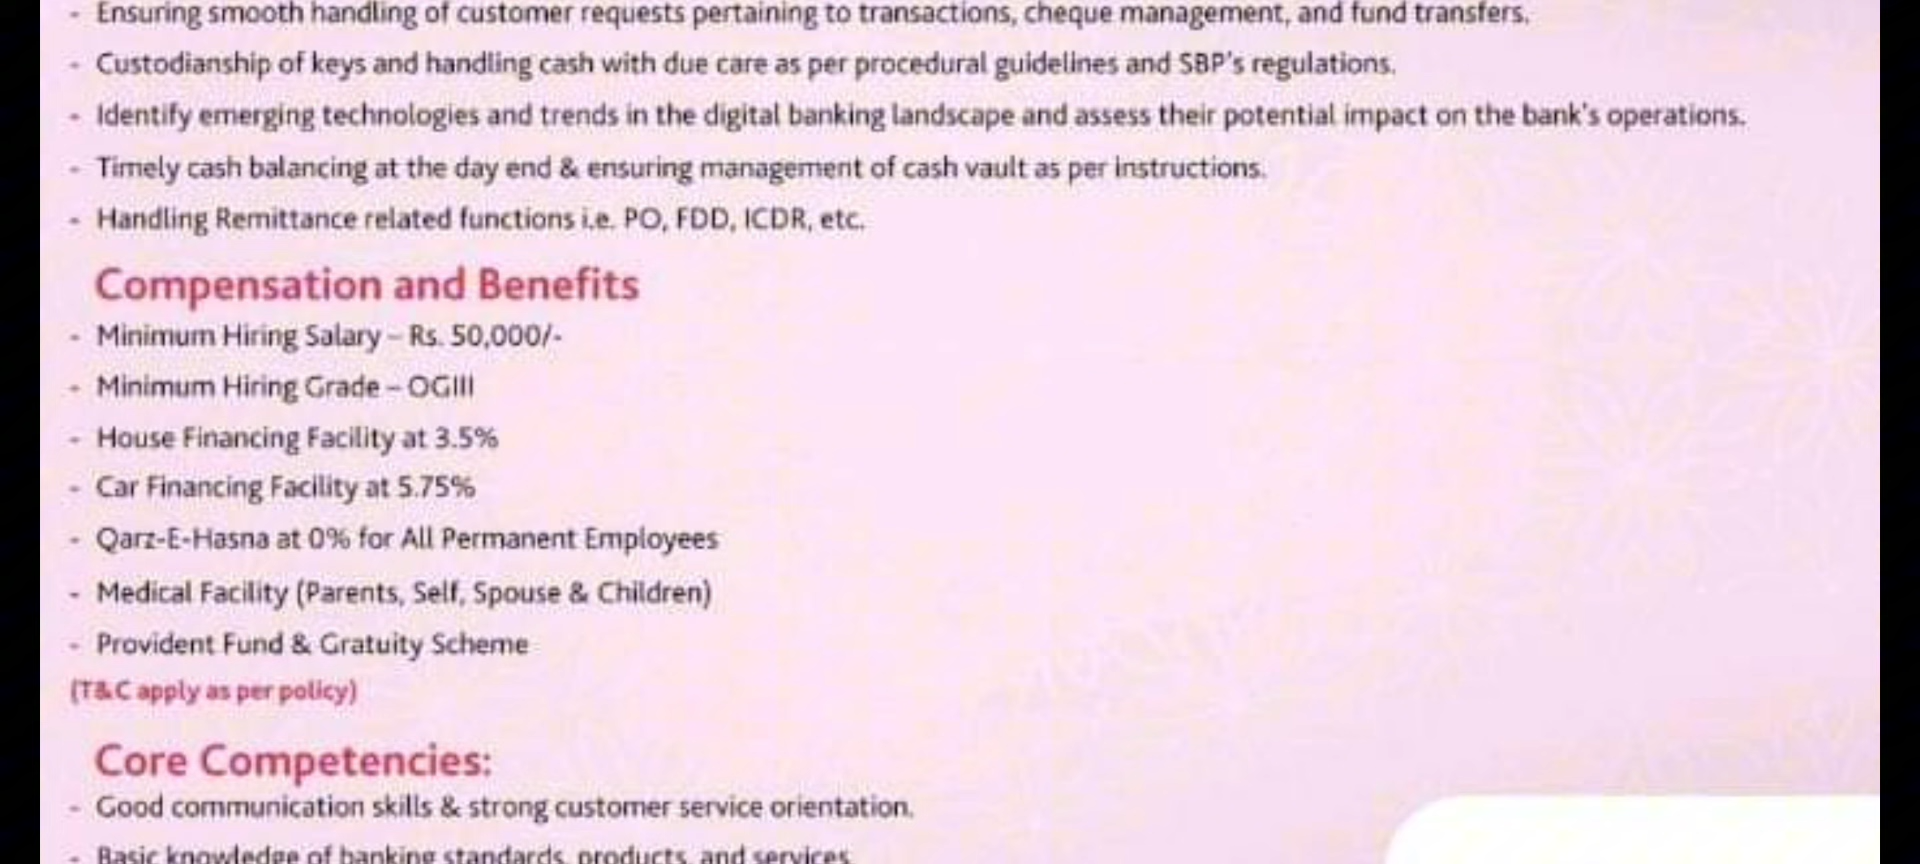 - Ensuring smooth handling of customer requests pertaining to transactions, cheque management, and fund transfers.
- Custodianship of keys and handling cash with due care as per procedural guidelines and SBP's regulations.
- Identify emerging technologies and trends in the digital banking landscape and assess their potential impact on the bank's operations.
- Timely cash balancing at the day end & ensuring management of cash vault as per instructions.
- Handling Remittance related functions i.e. PO, FDD, ICDR, etc.
Compensation and Benefits
- Minimum Hiring Salary – Rs. 50,000/-
- Minimum Hiring Grade – OGIII
- House Financing Facility at 3.5%
- Car Financing Facility at 5.75%
- Qarz-E-Hasna at 0% for All Permanent Employees
- Medical Facility (Parents, Self, Spouse & Children)
- Provident Fund & Gratuity Scheme
(T&C apply as per policy)
Core Competencies:
- Good communication skills & strong customer service orientation.
- Basic knowledge of banking standards, products, and services.